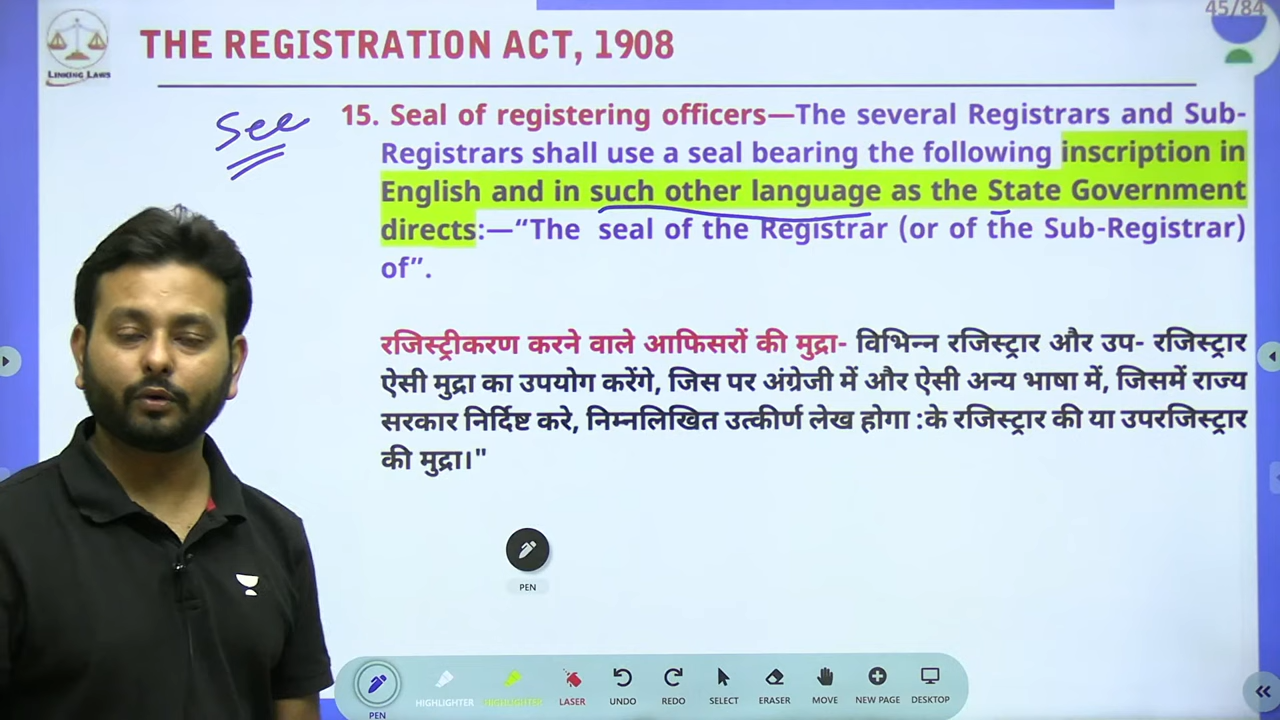 45/84
THE REGISTRATION ACT, 1908
LINKING LAWS
See
15. Seal of registering officers—The several Registrars and Sub-
Registrars shall use a seal bearing the following inscription in
English and in such other language as the State Government
directs:—“The seal of the Registrar (or of the Sub-Registrar)
of”.
रजिस्ट्रीकरण करने वाले आफिसरों की मुद्रा- विभिन्न रजिस्ट्रार और उप- रजिस्ट्रार
ऐसी मुद्रा का उपयोग करेंगे, जिस पर अंग्रेजी में और ऐसी अन्य भाषा में, जिसमें राज्य
सरकार निर्दिष्ट करे, निम्नलिखित उत्कीर्ण लेख होगा :के रजिस्ट्रार की या उपरजिस्ट्रार
की मुद्रा।"
PEN
PEN HIGHLIGHTER HIGHLIGHTER LASER UNDO REDO SELECT ERASER MOVE NEW PAGE DESKTOP